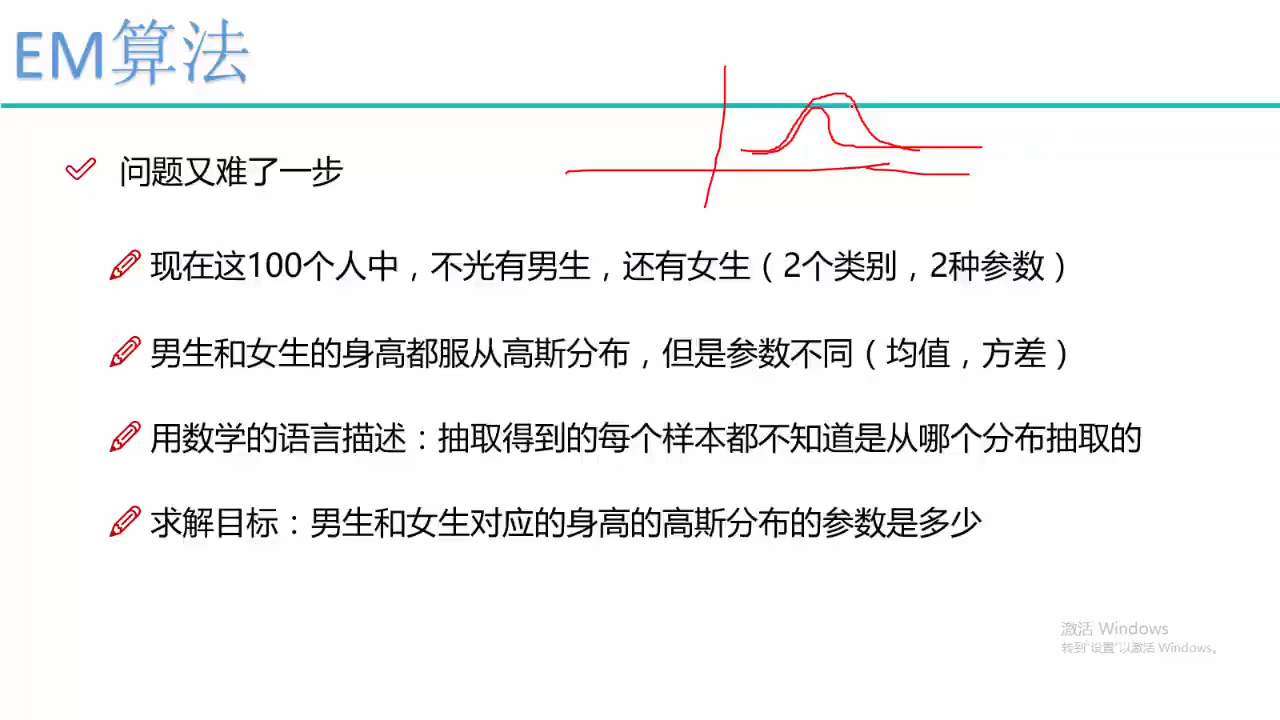 EM算法
问题又难了一步
现在这100个人中，不光有男生，还有女生（2个类别，2种参数）
男生和女生的身高都服从高斯分布，但是参数不同（均值，方差）
用数学的语言描述：抽取得到的每个样本都不知道是从哪个分布抽取的
求解目标：男生和女生对应的身高的高斯分布的参数是多少
激活 Windows
转到“设置”以激活 Windows。